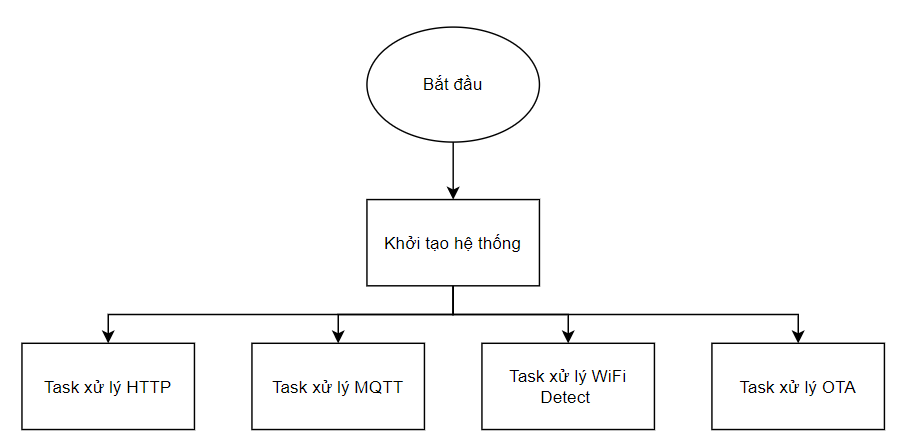 Bắt đầu
Khởi tạo hệ thống
Task xử lý HTTP
Task xử lý MQTT
Task xử lý WiFi
Detect
Task xử lý OTA